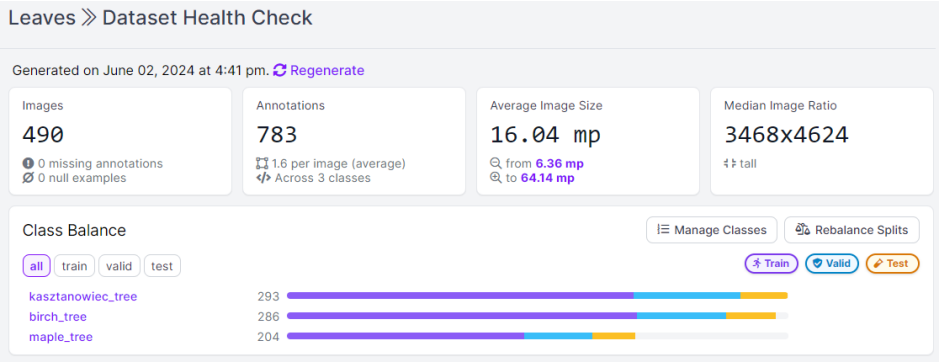 Leaves » Dataset Health Check
Generated on June 02, 2024 at 4:41 pm. Regenerate
Images
490
0 missing annotations
0 null examples
Annotations
783
1.6 per image (average)
Across 3 classes
Average Image Size
16.04 mp
from 6.36 mp
to 64.14 mp
Median Image Ratio
3468x4624
tall
Class Balance
Manage Classes
Rebalance Splits
all train valid test
Train Valid Test
kasztanowiec_tree 293
birch_tree 286
maple_tree 204